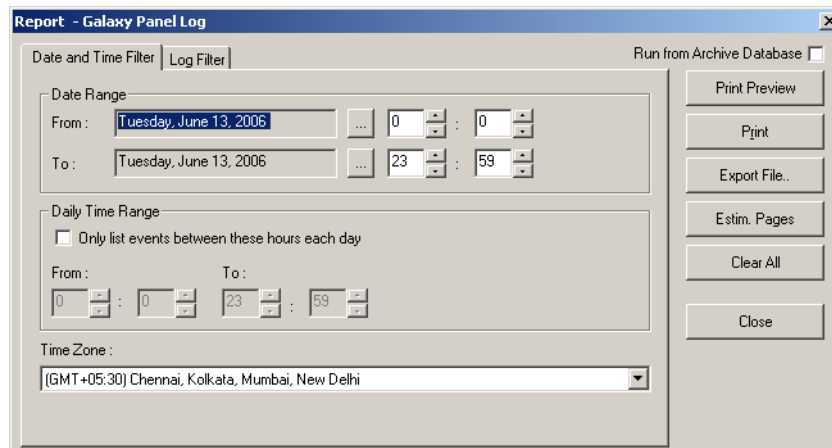 Report - Galaxy Panel Log
Date and Time Filter
Log Filter
Run from Archive Database
Date Range
From : Tuesday, June 13, 2006 ... 0 : 0
To : Tuesday, June 13, 2006 ... 23 : 59
Daily Time Range
Only list events between these hours each day
From : To :
0 : 0 23 : 59
Time Zone :
(GMT+05:30) Chennai, Kolkata, Mumbai, New Delhi
Print Preview
Print
Export File..
Estim. Pages
Clear All
Close